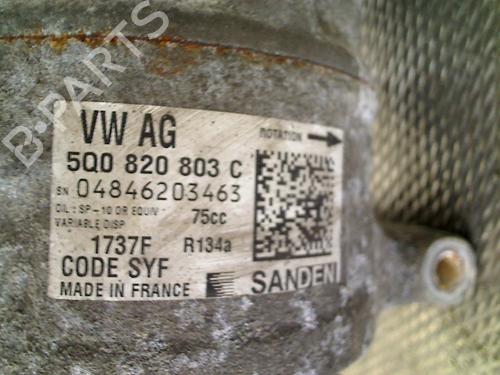 B-PARTS
VW AG
ROTATION
5Q0 820 803 C
SN 04846203463
OIL: SP-10 OR EQUIV 75cc
VARIABLE DISP
1737F R134a
CODE SYF
MADE IN FRANCE SANDEN